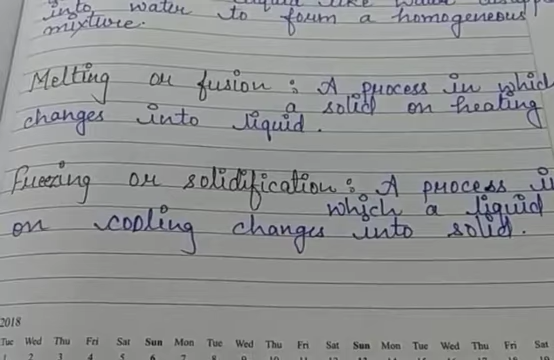 into water to form a homogeneous
mixture.
Melting or fusion : A process in which
a solid on heating
changes into liquid.
Freezing or solidification : A process i
which a liquid
on cooling changes into solid.
2018
Tue Wed Thu Fri Sat Sun Mon Tue Wed Thu Fri Sat Sun Mon Tue Wed Thu Fri Sat